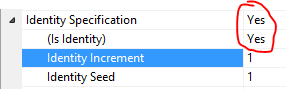 Identity Specification Yes
(Is Identity) Yes
Identity Increment 1
Identity Seed 1